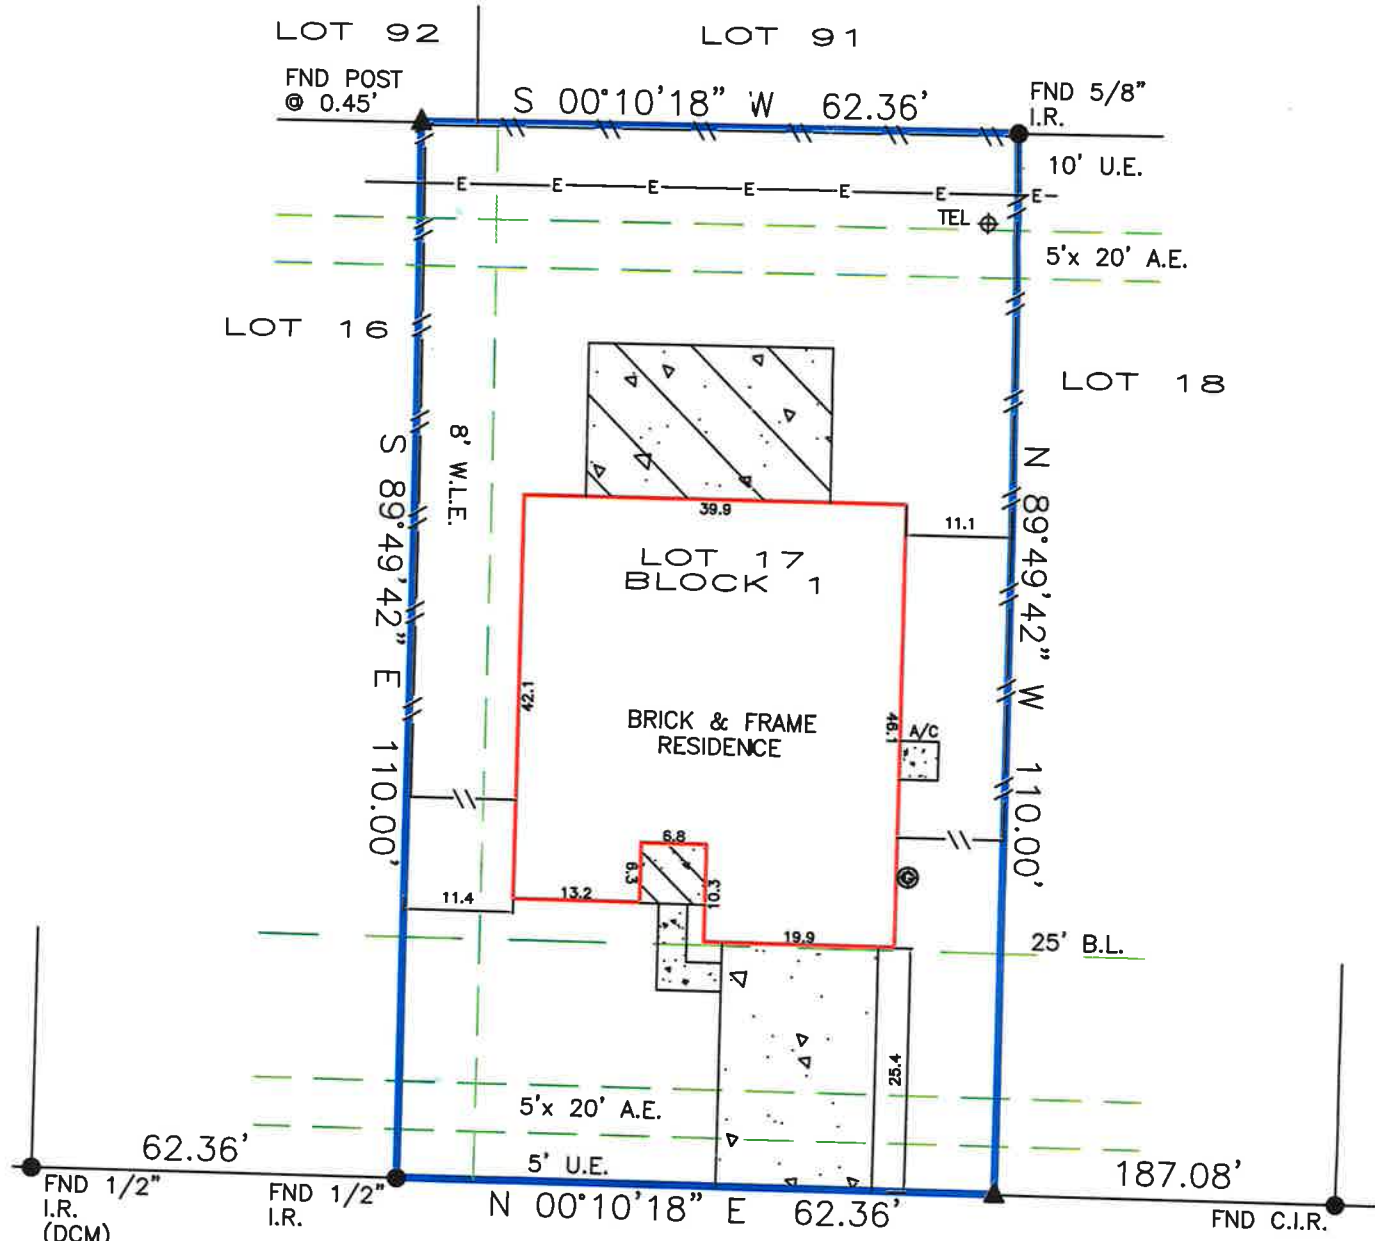 LOT 92
LOT 91
FND POST
@ 0.45'
S 00°10'18" W 62.36'
FND 5/8"
I.R.
10' U.E.
E E E E E E E
TEL
5'x 20' A.E.
LOT 16
LOT 18
8' W.L.E.
S 89°49'42" E 110.00'
N 89°49'42" W 110.00'
39.9
11.1
LOT 17
BLOCK 1
42.1
BRICK & FRAME
RESIDENCE
46.1
A/C
6.8
6.3
10.3
G
13.2
11.4
19.9
25' B.L.
25.4
5'x 20' A.E.
62.36'
5' U.E.
187.08'
FND 1/2"
I.R.
(DCM)
FND 1/2"
I.R.
N 00°10'18" E 62.36'
FND C.I.R.